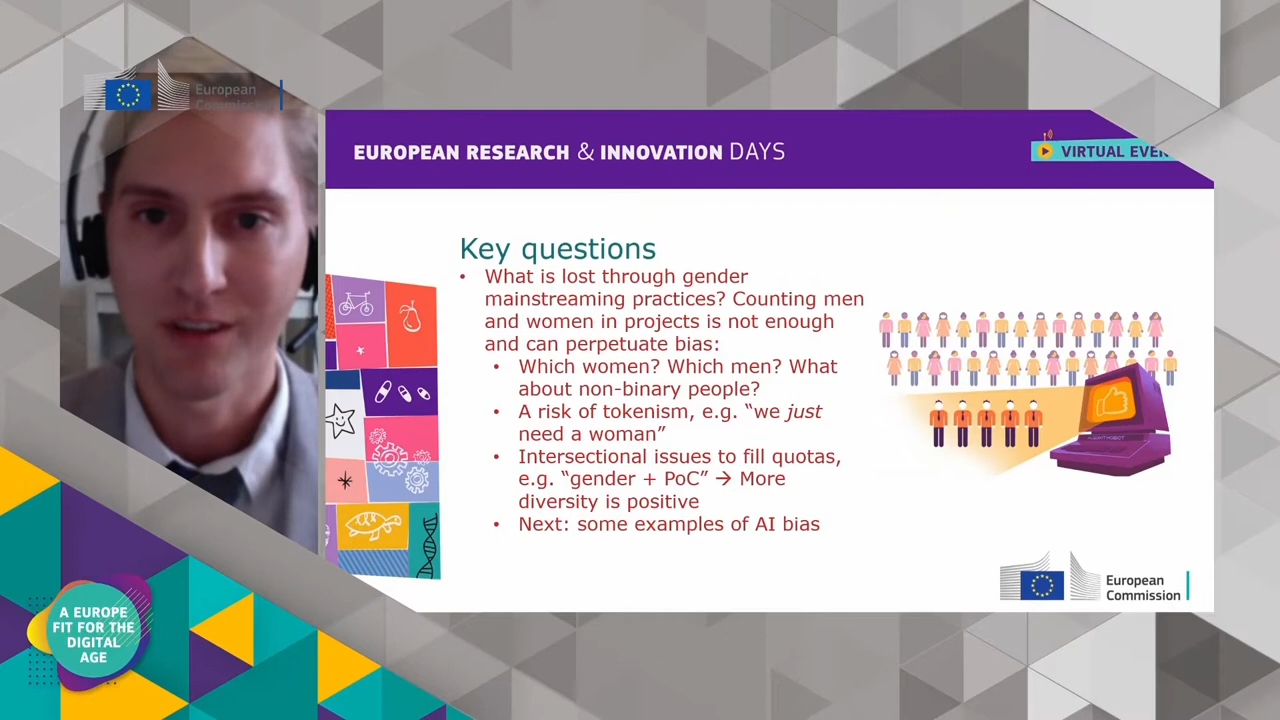 European
Commission
EUROPEAN RESEARCH & INNOVATION DAYS
VIRTUAL EVEN
Key questions
• What is lost through gender
mainstreaming practices? Counting men
and women in projects is not enough
and can perpetuate bias:
• Which women? Which men? What
about non-binary people?
• A risk of tokenism, e.g. “we just
need a woman”
• Intersectional issues to fill quotas,
e.g. “gender + PoC” → More
diversity is positive
• Next: some examples of AI bias
European
Commission
A EUROPE
FIT FOR THE
DIGITAL
AGE